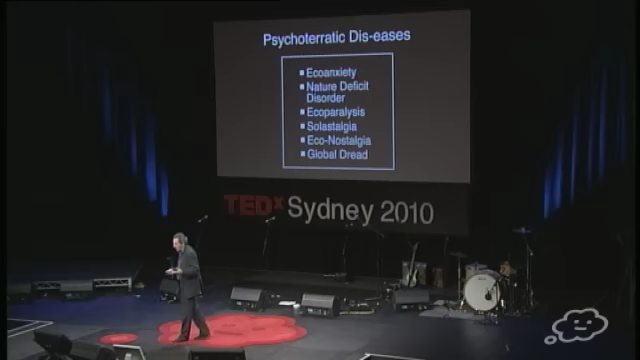 Psychoterratic Dis-eases
▪ Ecoanxiety
▪ Nature Deficit
Disorder
▪ Ecoparalysis
▪ Solastalgia
▪ Eco-Nostalgia
▪ Global Dread
TEDx Sydney 2010